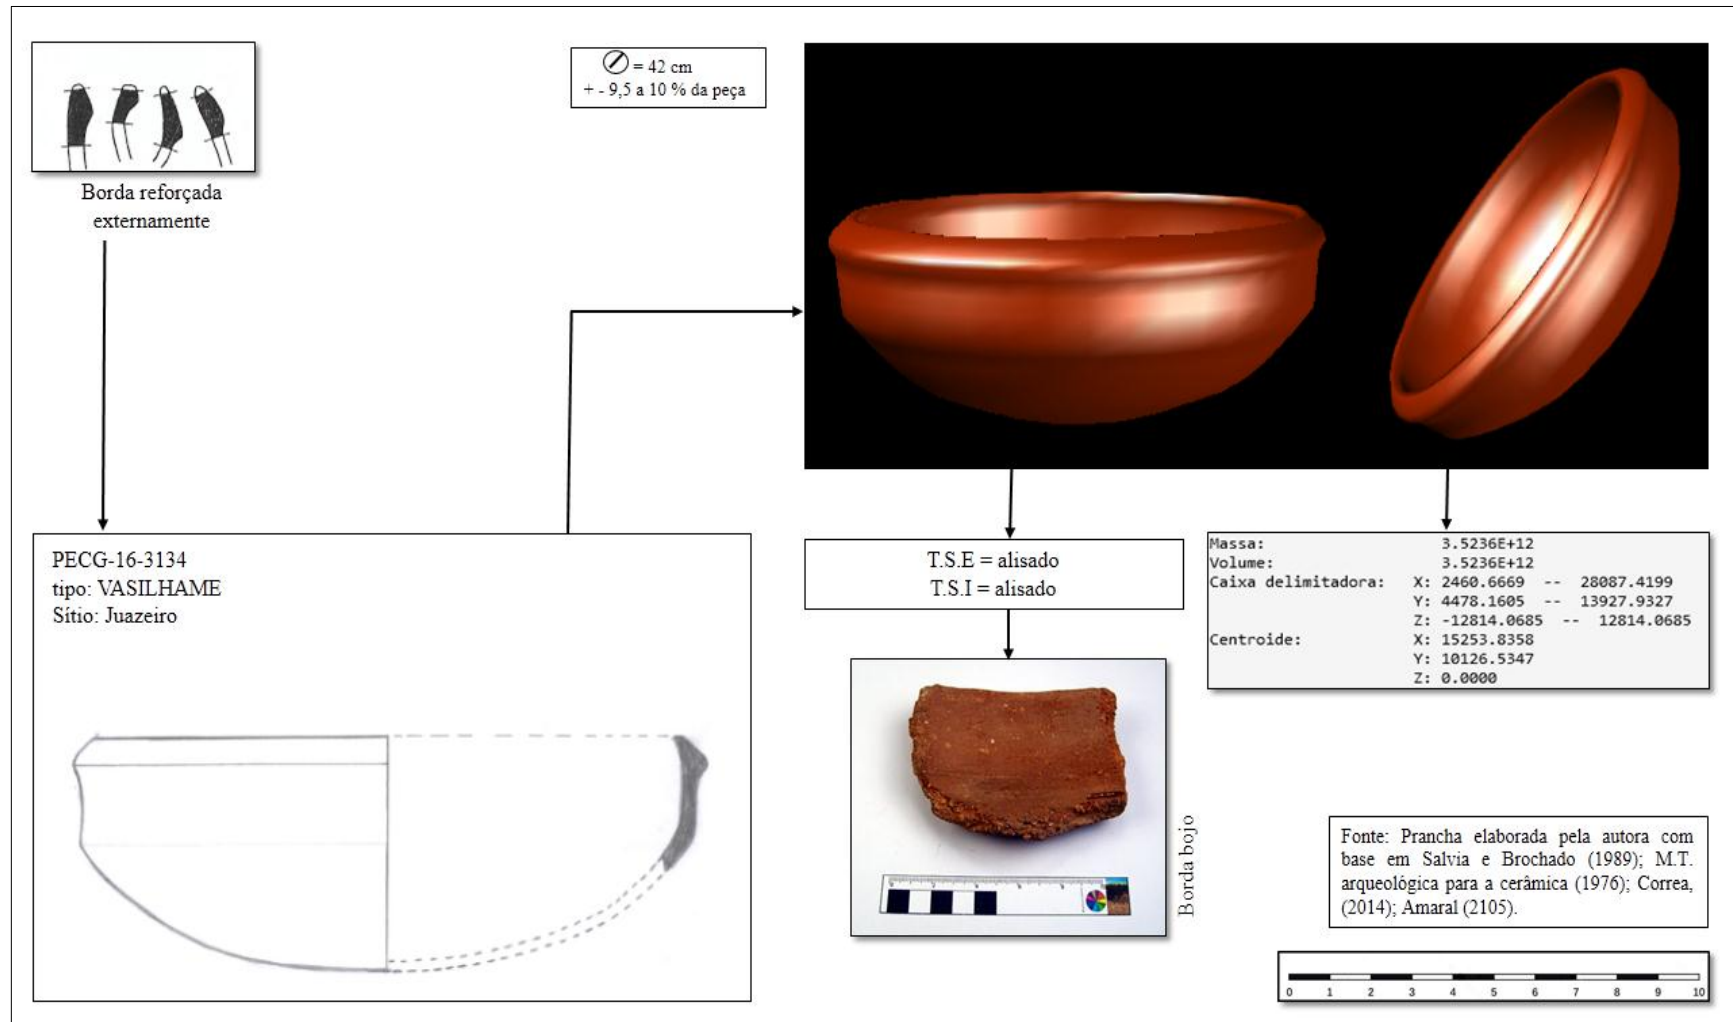 Borda reforçada
externamente
= 42 cm
+ - 9,5 a 10 % da peça
PECG-16-3134
tipo: VASILHAME
Sítio: Juazeiro
T.S.E = alisado
T.S.I = alisado
Massa: 3.5236E+12
Volume: 3.5236E+12
Caixa delimitadora: X: 2460.6669 -- 28087.4199
Y: 4478.1605 -- 13927.9327
Z: -12814.0685 -- 12814.0685
Centroide: X: 15253.8358
Y: 10126.5347
Z: 0.0000
Borda bojo
Fonte: Prancha elaborada pela autora com
base em Salvia e Brochado (1989); M.T.
arqueológica para a cerâmica (1976); Correa,
(2014); Amaral (2105).
0 1 2 3 4 5 6 7 8 9 10